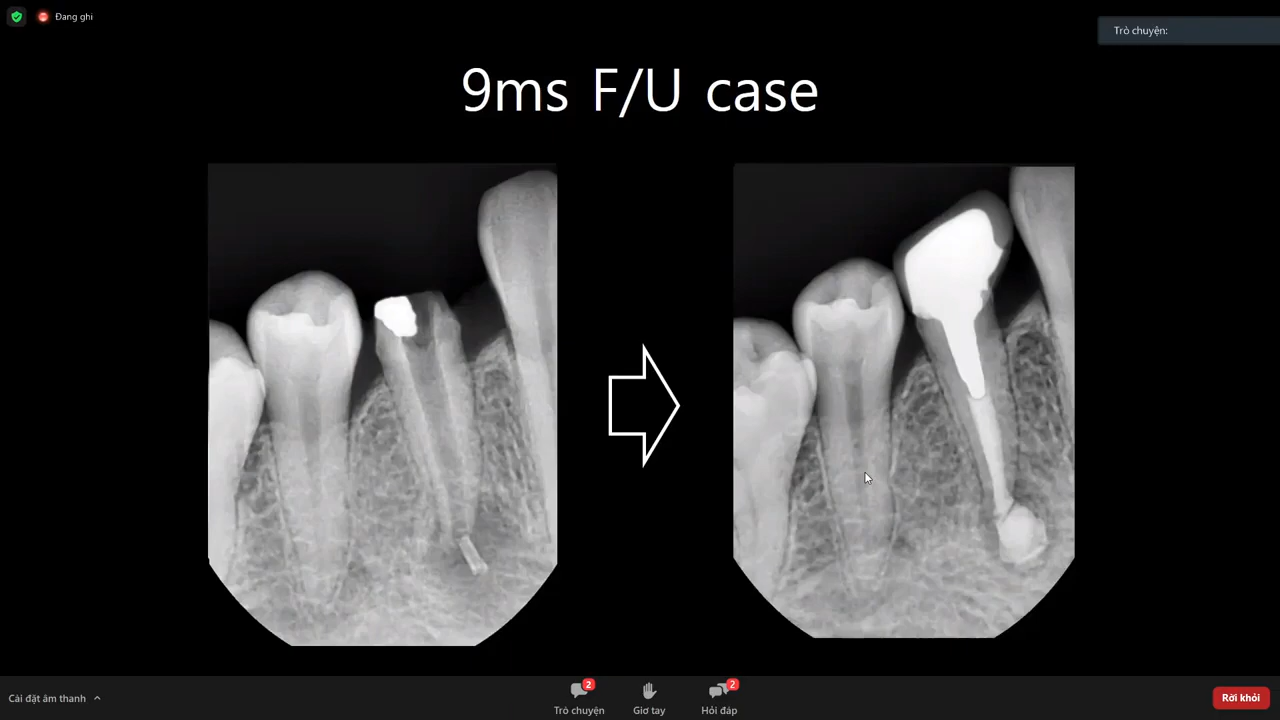 Đang ghi
Trò chuyện:
9ms F/U case
Cài đặt âm thanh
2
Trò chuyện
Giơ tay
2
Hỏi đáp
Rời khỏi